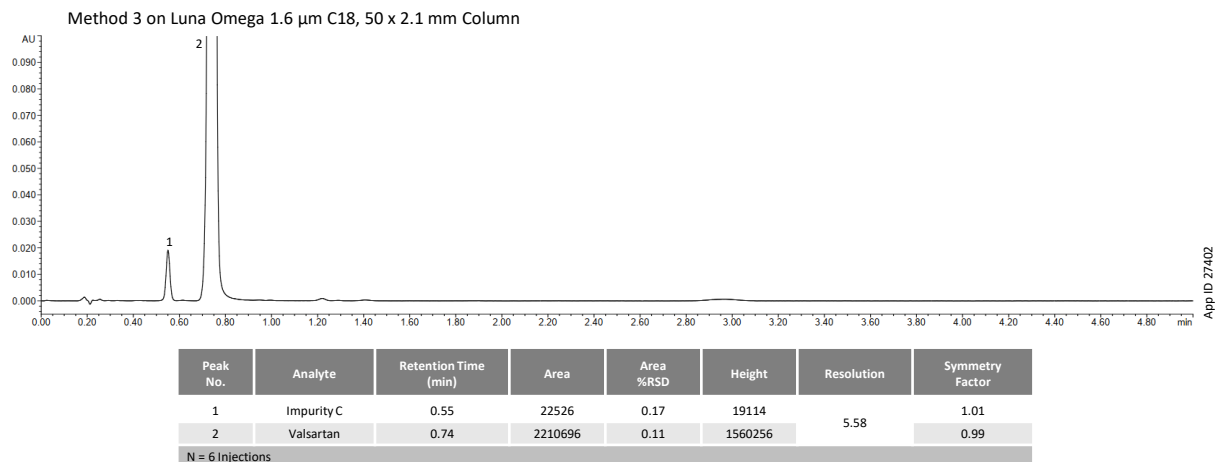 Method 3 on Luna Omega 1.6 µm C18, 50 x 2.1 mm Column
AU
0.090
0.080
0.070
0.060
0.050
0.040
0.030
0.020
0.010
0.000
1
2
0.00 0.20 0.40 0.60 0.80 1.00 1.20 1.40 1.60 1.80 2.00 2.20 2.40 2.60 2.80 3.00 3.20 3.40 3.60 3.80 4.00 4.20 4.40 4.60 4.80 min
App ID 27402
Peak No. Analyte Retention Time (min) Area Area %RSD Height Resolution Symmetry Factor
1 Impurity C 0.55 22526 0.17 19114 5.58 1.01
2 Valsartan 0.74 2210696 0.11 1560256 0.99
N = 6 Injections